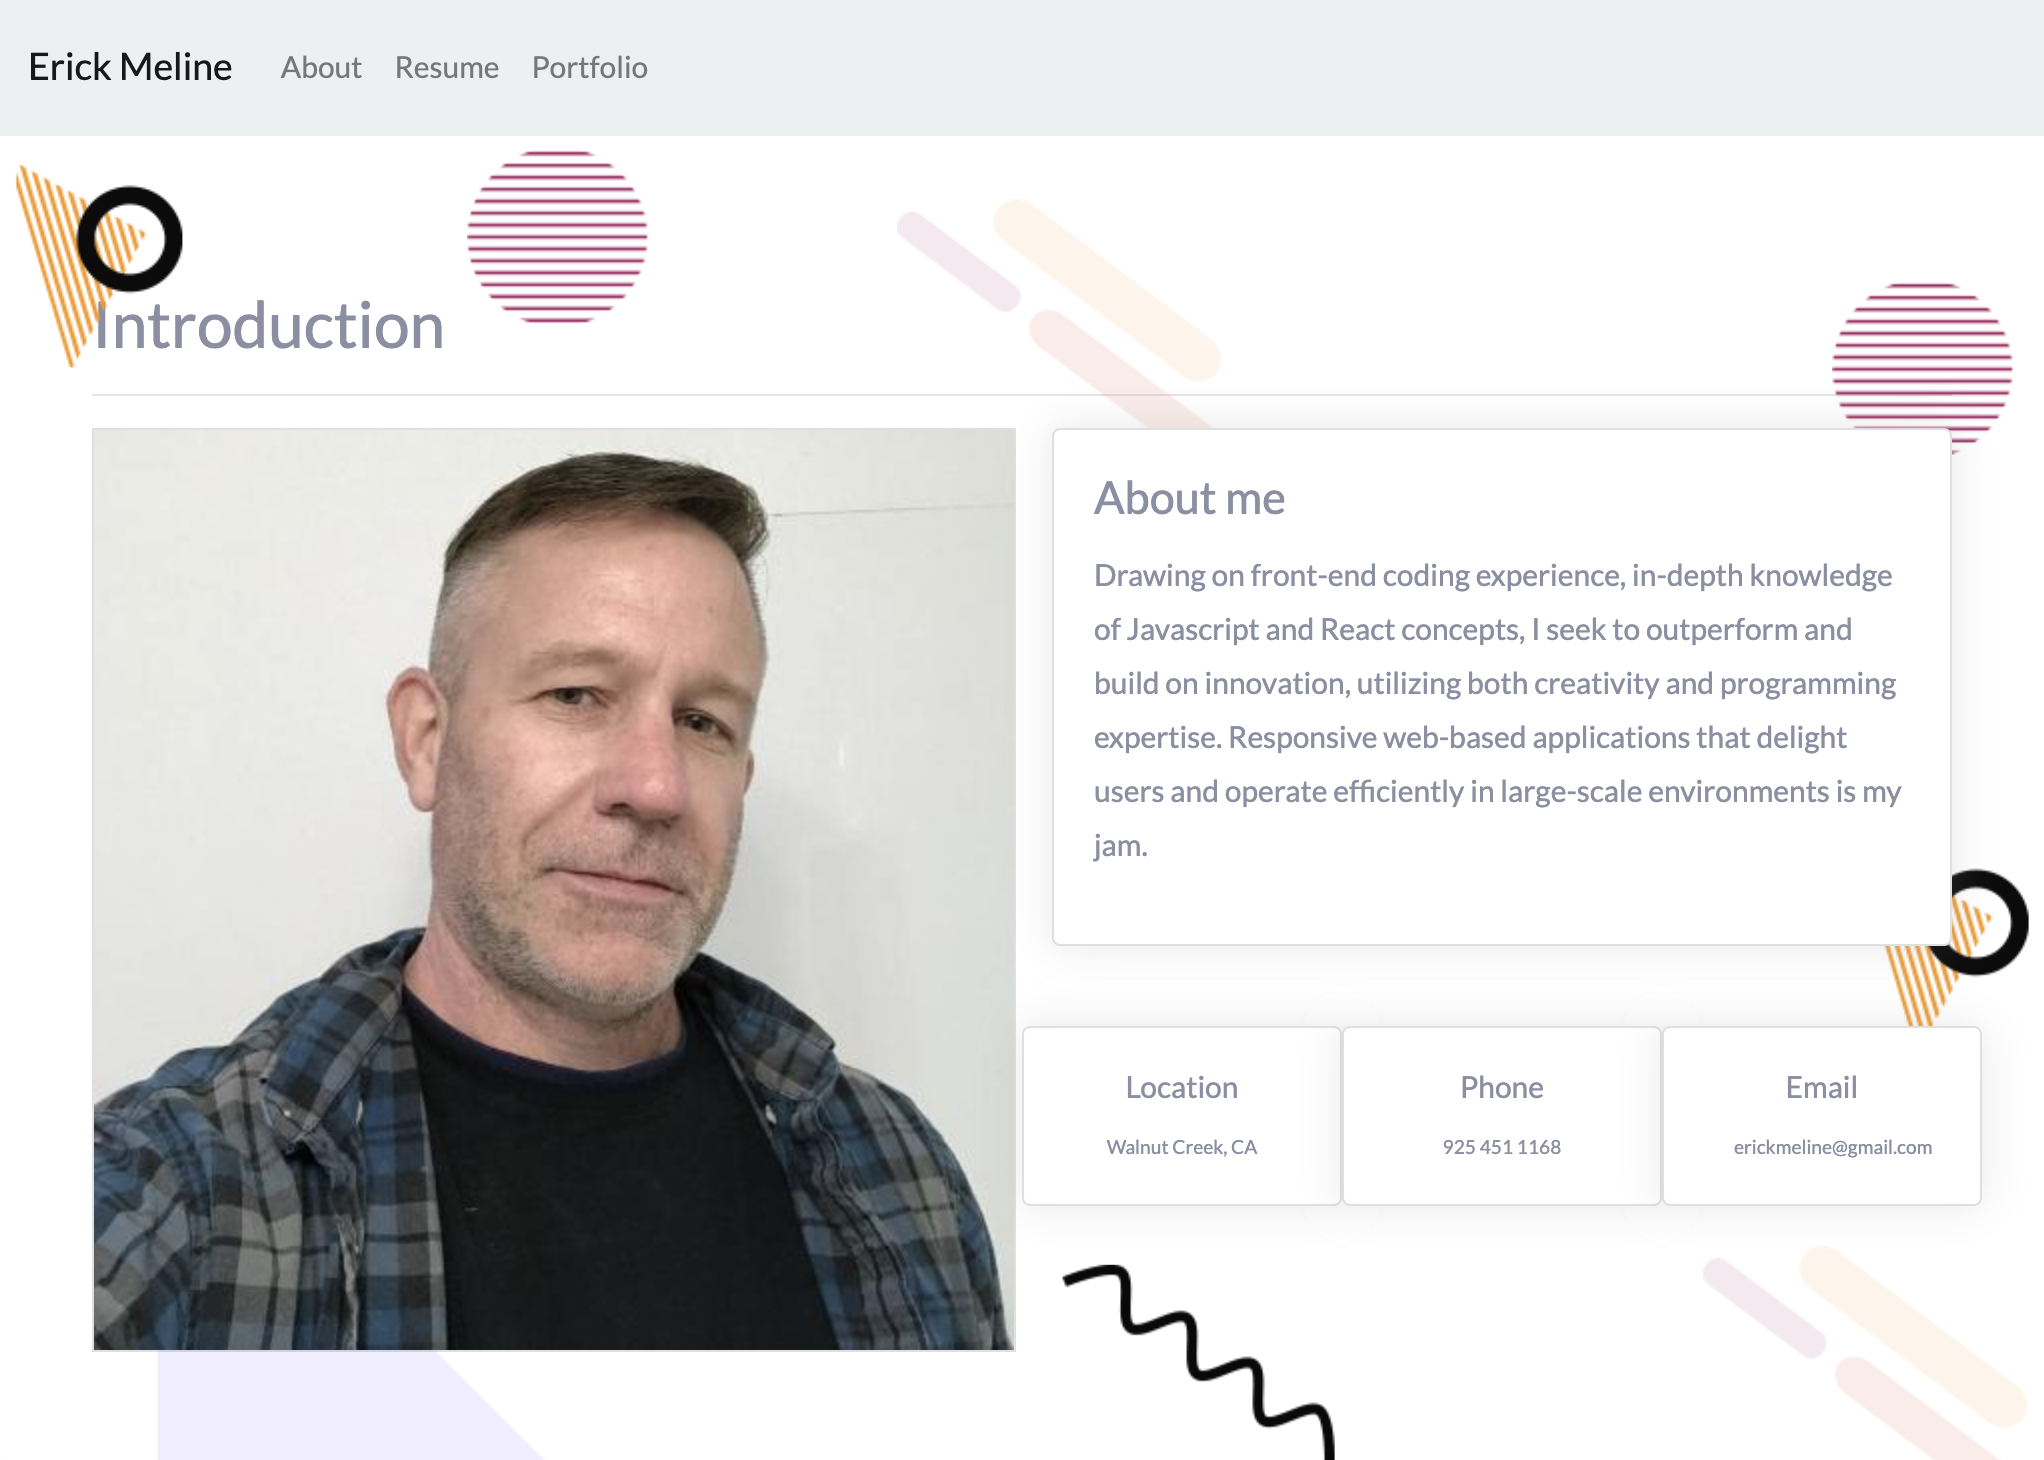 Erick Meline About Resume Portfolio
Introduction
About me
Drawing on front-end coding experience, in-depth knowledge
of Javascript and React concepts, I seek to outperform and
build on innovation, utilizing both creativity and programming
expertise. Responsive web-based applications that delight
users and operate efficiently in large-scale environments is my
jam.
Location
Walnut Creek, CA
Phone
925 451 1168
Email
erickmeline@gmail.com